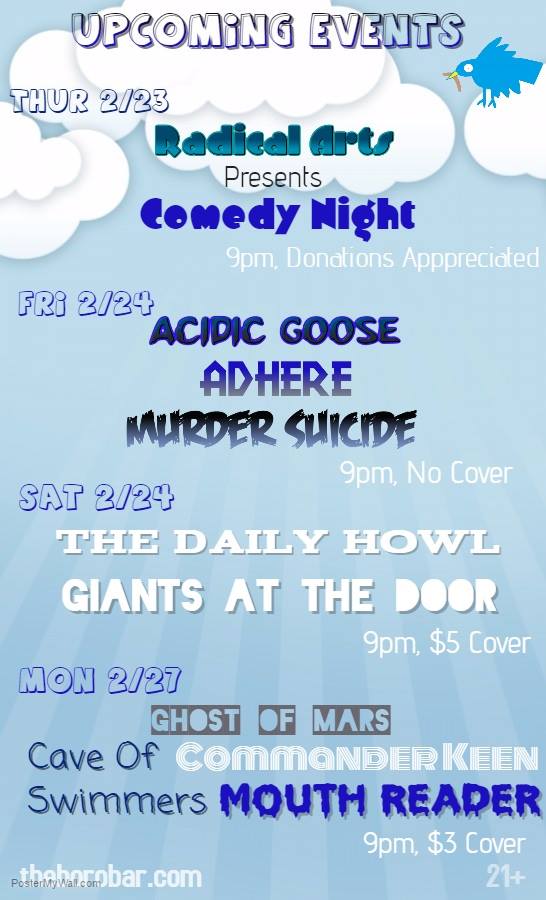 UPCOMING EVENTS
THUR 2/23
Radical Arts
Presents
Comedy Night
9pm, Donations Apppreciated
FRI 2/24
ACIDIC GOOSE
ADHERE
MURDER SUICIDE
9pm, No Cover
SAT 2/24
THE DAILY HOWL
GIANTS AT THE DOOR
9pm, $5 Cover
MON 2/27
GHOST OF MARS
Cave Of Swimmers
COMMANDER KEEN
MOUTH READER
9pm, $3 Cover
theborobar.com
PosterMyWall.com
21+